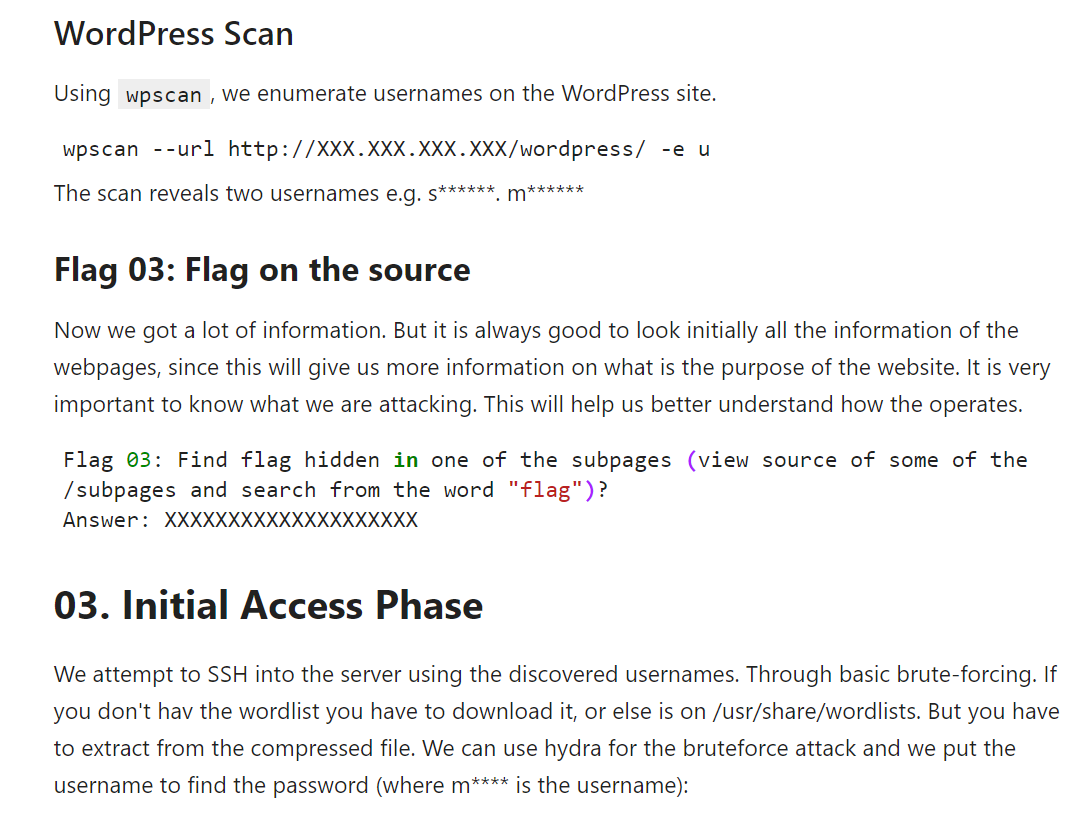 WordPress Scan
Using wpscan, we enumerate usernames on the WordPress site.
wpscan --url http://XXX.XXX.XXX.XXX/wordpress/ -e u
The scan reveals two usernames e.g. s******. m******
Flag 03: Flag on the source
Now we got a lot of information. But it is always good to look initially all the information of the
webpages, since this will give us more information on what is the purpose of the website. It is very
important to know what we are attacking. This will help us better understand how the operates.
Flag 03: Find flag hidden in one of the subpages (view source of some of the
/subpages and search from the word "flag")?
Answer: XXXXXXXXXXXXXXXXXXXX
03. Initial Access Phase
We attempt to SSH into the server using the discovered usernames. Through basic brute-forcing. If
you don't hav the wordlist you have to download it, or else is on /usr/share/wordlists. But you have
to extract from the compressed file. We can use hydra for the bruteforce attack and we put the
username to find the password (where m**** is the username):